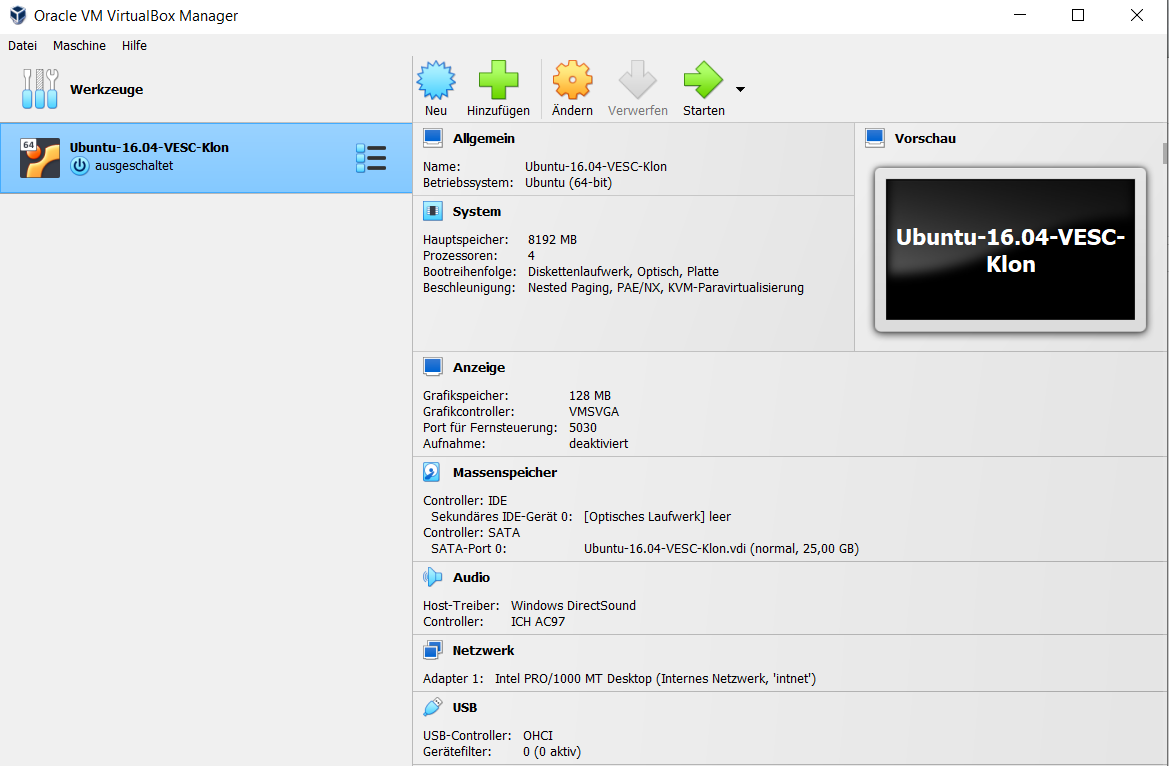 Oracle VM VirtualBox Manager
Datei Maschine Hilfe
Werkzeuge
Neu Hinzufügen Ändern Verwerfen Starten
64
Ubuntu-16.04-VESC-Klon
ausgeschaltet
Allgemein
Name: Ubuntu-16.04-VESC-Klon
Betriebssystem: Ubuntu (64-bit)
System
Hauptspeicher: 8192 MB
Prozessoren: 4
Bootreihenfolge: Diskettenlaufwerk, Optisch, Platte
Beschleunigung: Nested Paging, PAE/NX, KVM-Paravirtualisierung
Vorschau
Ubuntu-16.04-VESC-
Klon
Anzeige
Grafikspeicher: 128 MB
Grafikcontroller: VMSVGA
Port für Fernsteuerung: 5030
Aufnahme: deaktiviert
Massenspeicher
Controller: IDE
Sekundäres IDE-Gerät 0: [Optisches Laufwerk] leer
Controller: SATA
SATA-Port 0: Ubuntu-16.04-VESC-Klon.vdi (normal, 25,00 GB)
Audio
Host-Treiber: Windows DirectSound
Controller: ICH AC97
Netzwerk
Adapter 1: Intel PRO/1000 MT Desktop (Internes Netzwerk, 'intnet')
USB
USB-Controller: OHCI
Gerätefilter: 0 (0 aktiv)